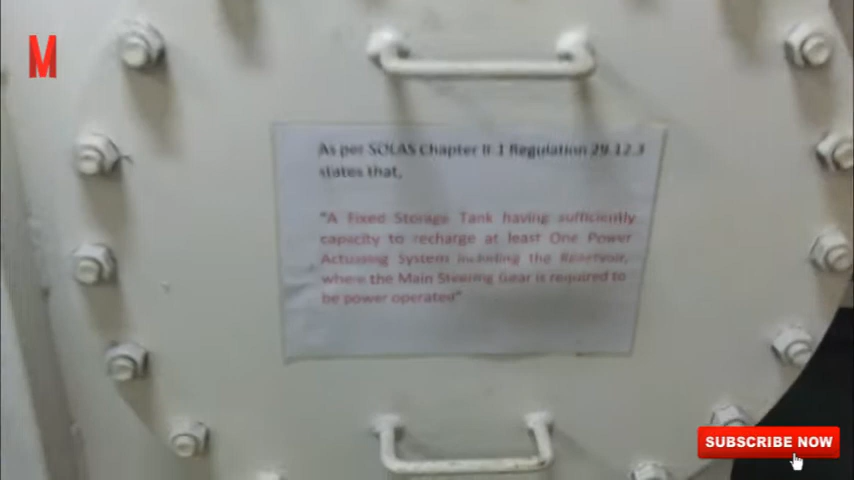 M
As per SOLAS Chapter II-1 Regulation 29.12.3
states that,
"A Fixed Storage Tank having sufficiently
capacity to recharge at least One Power
Actuating System including the Reservoir,
where the Main Steering Gear is required to
be power operated"
SUBSCRIBE NOW